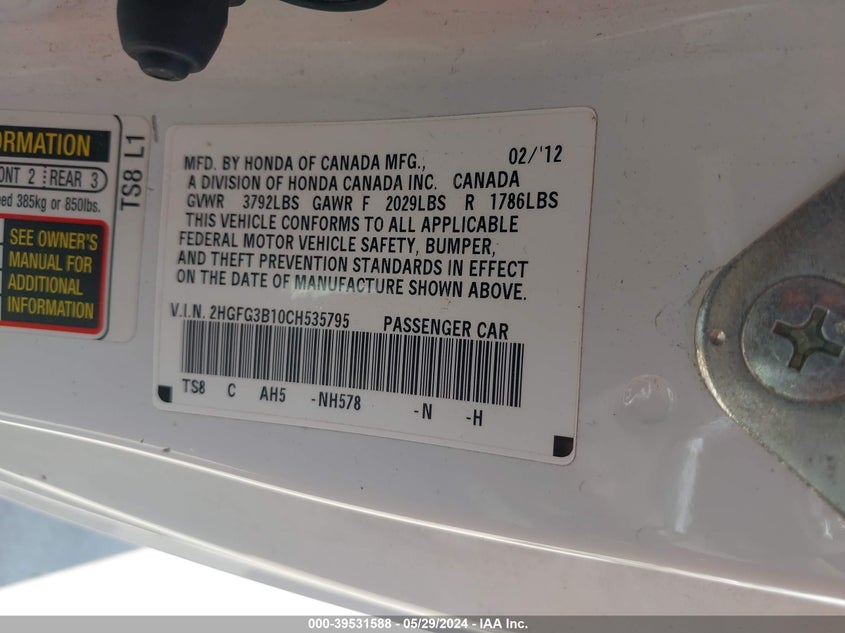 ORMATION
ONT 2 REAR 3
ed 385kg or 850lbs.
SEE OWNER'S
MANUAL FOR
ADDITIONAL
INFORMATION
TS8 L1
MFD. BY HONDA OF CANADA MFG., 02/'12
A DIVISION OF HONDA CANADA INC. CANADA
GVWR 3792LBS GAWR F 2029LBS R 1786LBS
THIS VEHICLE CONFORMS TO ALL APPLICABLE
FEDERAL MOTOR VEHICLE SAFETY, BUMPER,
AND THEFT PREVENTION STANDARDS IN EFFECT
ON THE DATE OF MANUFACTURE SHOWN ABOVE.
V.I.N. 2HGFG3B10CH535795 PASSENGER CAR
TS8 C AH5 -NH578 -N -H
000-39531588 - 05/29/2024 - IAAI Inc.